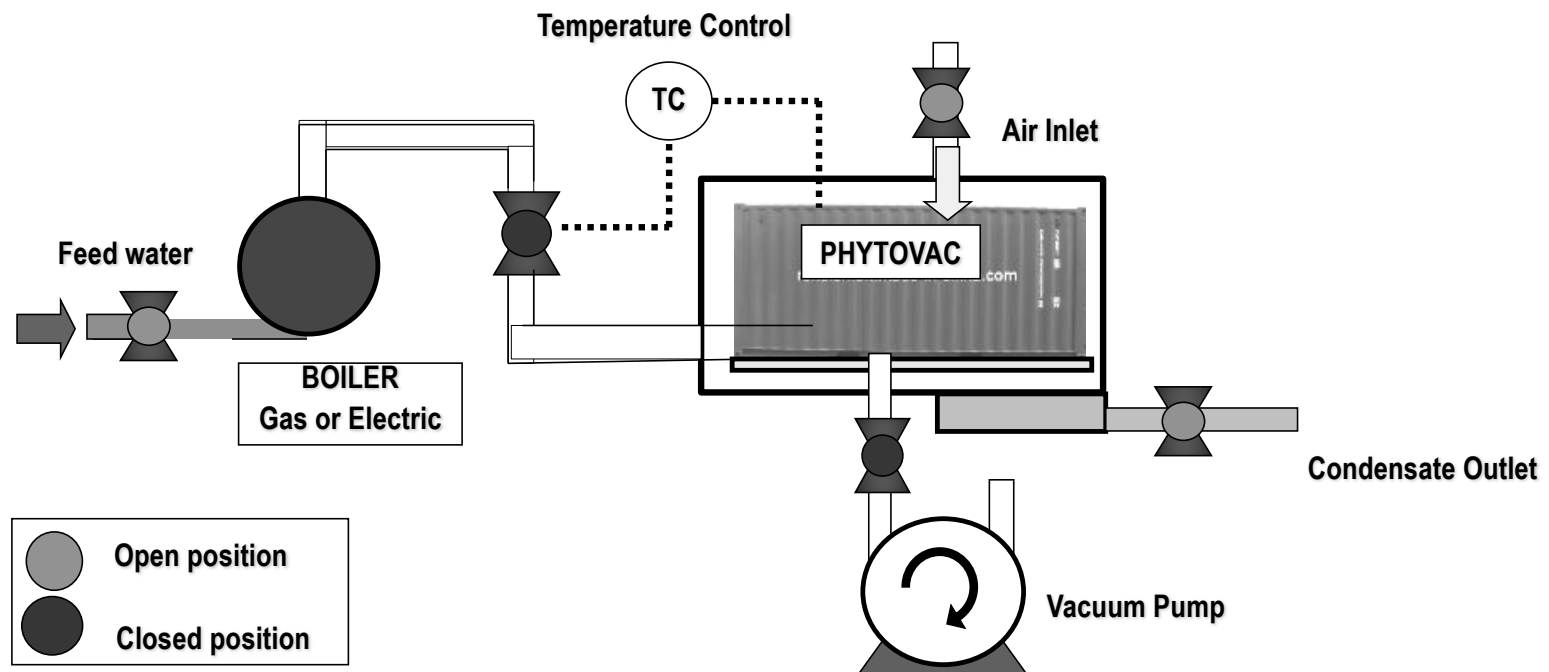 Temperature Control
TC
Air Inlet
Feed water
PHYTOVAC
.com
BOILER
Gas or Electric
Condensate Outlet
Open position
Closed position
Vacuum Pump